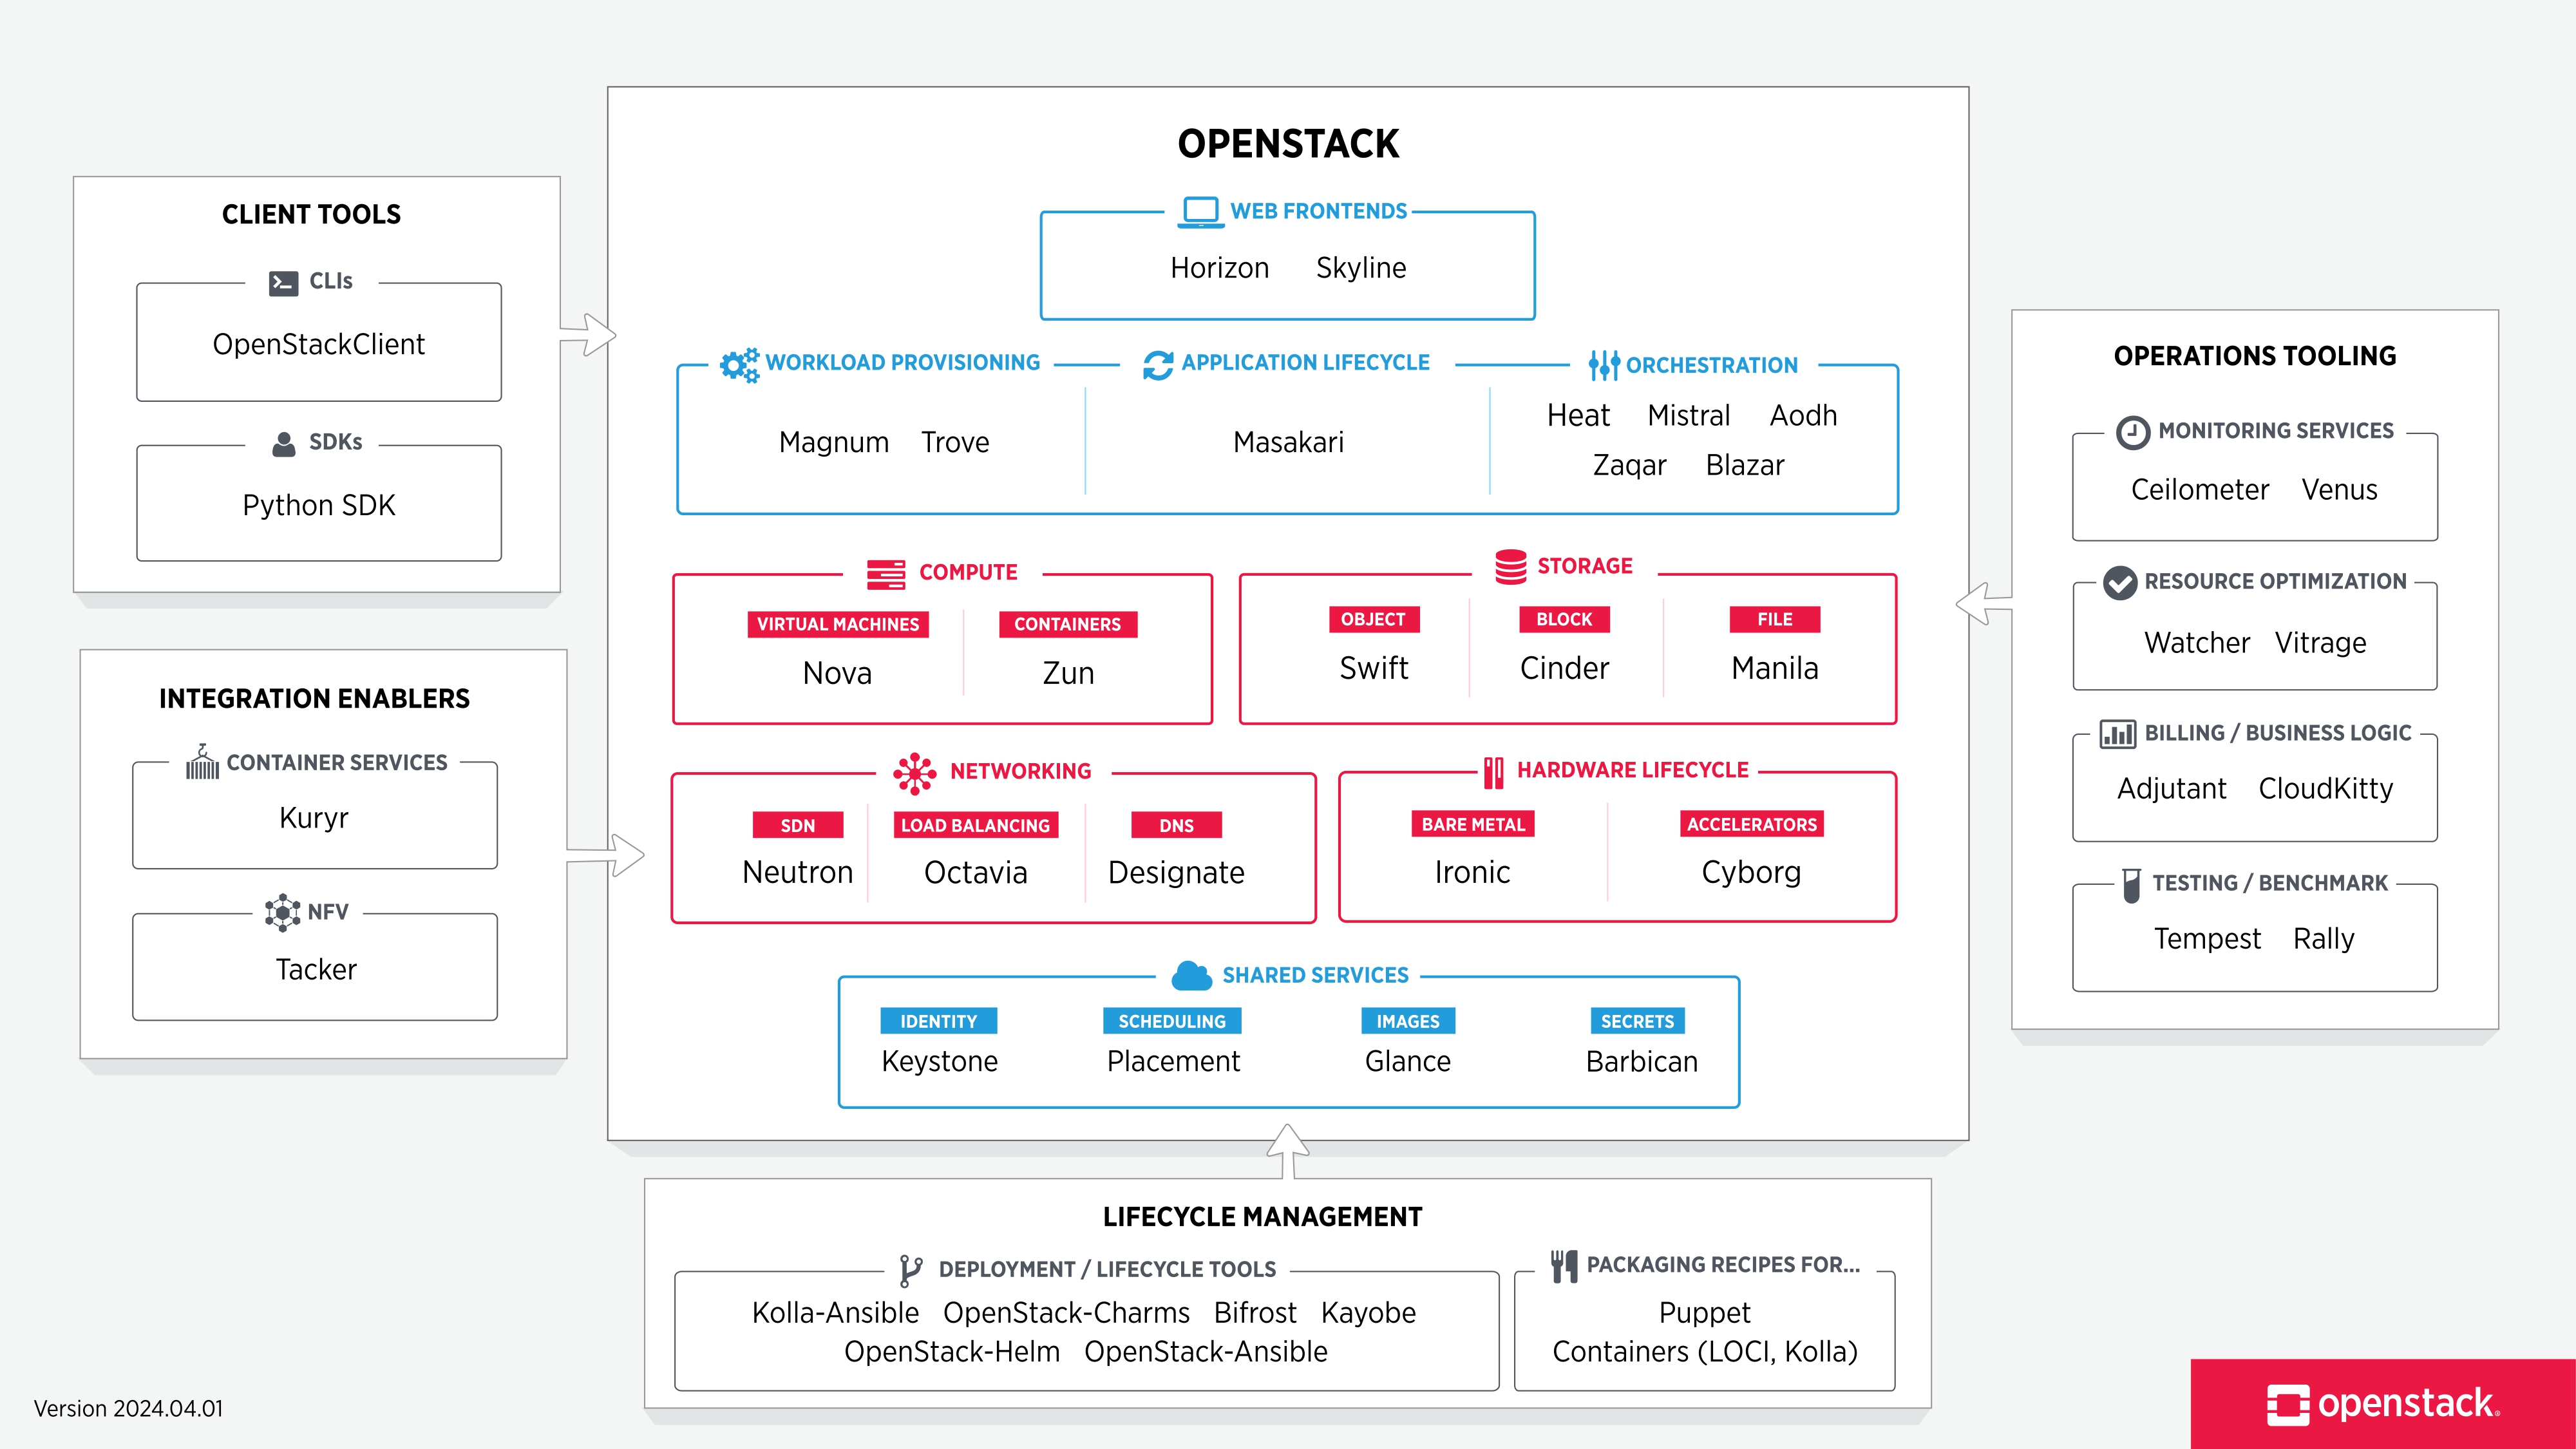 OPENSTACK
WEB FRONTENDS
Horizon Skyline
WORKLOAD PROVISIONING
Magnum Trove
APPLICATION LIFECYCLE
Masakari
ORCHESTRATION
Heat Mistral Aodh
Zaqar Blazar
COMPUTE
VIRTUAL MACHINES
Nova
CONTAINERS
Zun
STORAGE
OBJECT
Swift
BLOCK
Cinder
FILE
Manila
NETWORKING
SDN
Neutron
LOAD BALANCING
Octavia
DNS
Designate
HARDWARE LIFECYCLE
BARE METAL
Ironic
ACCELERATORS
Cyborg
SHARED SERVICES
IDENTITY
Keystone
SCHEDULING
Placement
IMAGES
Glance
SECRETS
Barbican
CLIENT TOOLS
CLIs
OpenStackClient
SDKs
Python SDK
INTEGRATION ENABLERS
CONTAINER SERVICES
Kuryr
NFV
Tacker
OPERATIONS TOOLING
MONITORING SERVICES
Ceilometer Venus
RESOURCE OPTIMIZATION
Watcher Vitrage
BILLING / BUSINESS LOGIC
Adjutant CloudKitty
TESTING / BENCHMARK
Tempest Rally
LIFECYCLE MANAGEMENT
DEPLOYMENT / LIFECYCLE TOOLS
Kolla-Ansible OpenStack-Charms Bifrost Kayobe
OpenStack-Helm OpenStack-Ansible
PACKAGING RECIPES FOR...
Puppet
Containers (LOCI, Kolla)
Version 2024.04.01
openstack®